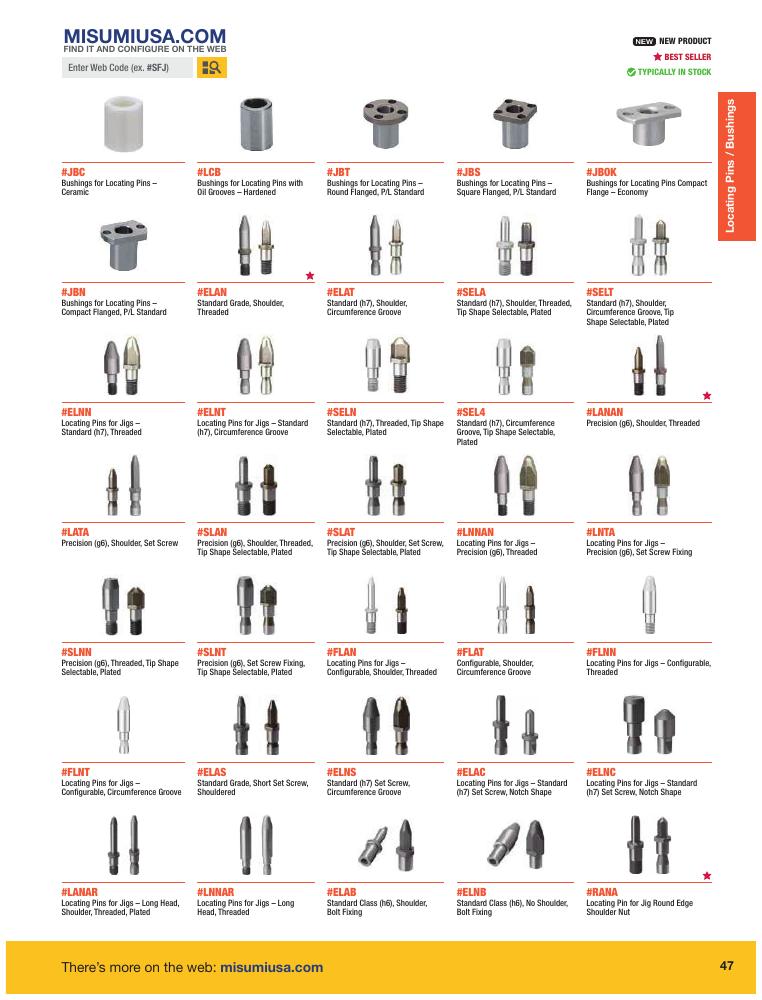 MISUMIUSA.COM
FIND IT AND CONFIGURE ON THE WEB
Enter Web Code (ex. #SFJ)
NEW NEW PRODUCT
BEST SELLER
TYPICALLY IN STOCK
Locating Pins / Bushings
#JBC
Bushings for Locating Pins –
Ceramic
#LCB
Bushings for Locating Pins with
Oil Grooves – Hardened
#JBT
Bushings for Locating Pins –
Round Flanged, P/L Standard
#JBS
Bushings for Locating Pins –
Square Flanged, P/L Standard
#JBOK
Bushings for Locating Pins Compact
Flange – Economy
#JBN
Bushings for Locating Pins –
Compact Flanged, P/L Standard
#ELAN
Standard Grade, Shoulder,
Threaded
#ELAT
Standard (h7), Shoulder,
Circumference Groove
#SELA
Standard (h7), Shoulder, Threaded,
Tip Shape Selectable, Plated
#SELT
Standard (h7), Shoulder,
Circumference Groove, Tip
Shape Selectable, Plated
#ELNN
Locating Pins for Jigs –
Standard (h7), Threaded
#ELNT
Locating Pins for Jigs – Standard
(h7), Circumference Groove
#SELN
Standard (h7), Threaded, Tip Shape
Selectable, Plated
#SEL4
Standard (h7), Circumference
Groove, Tip Shape Selectable,
Plated
#LANAN
Precision (g6), Shoulder, Threaded
#LATA
Precision (g6), Shoulder, Set Screw
#SLAN
Precision (g6), Shoulder, Threaded,
Tip Shape Selectable, Plated
#SLAT
Precision (g6), Shoulder, Set Screw,
Tip Shape Selectable, Plated
#LNNAN
Locating Pins for Jigs –
Precision (g6), Threaded
#LNTA
Locating Pins for Jigs –
Precision (g6), Set Screw Fixing
#SLNN
Precision (g6), Threaded, Tip Shape
Selectable, Plated
#SLNT
Precision (g6), Set Screw Fixing,
Tip Shape Selectable, Plated
#FLAN
Locating Pins for Jigs –
Configurable, Shoulder, Threaded
#FLAT
Configurable, Shoulder,
Circumference Groove
#FLNN
Locating Pins for Jigs – Configurable,
Threaded
#FLNT
Locating Pins for Jigs –
Configurable, Circumference Groove
#ELAS
Standard Grade, Short Set Screw,
Shouldered
#ELNS
Standard (h7) Set Screw,
Circumference Groove
#ELAC
Locating Pins for Jigs – Standard
(h7) Set Screw, Notch Shape
#ELNC
Locating Pins for Jigs – Standard
(h7) Set Screw, Notch Shape
#LANAR
Locating Pins for Jigs – Long Head,
Shoulder, Threaded, Plated
#LNNAR
Locating Pins for Jigs – Long
Head, Threaded
#ELAB
Standard Class (h6), Shoulder,
Bolt Fixing
#ELNB
Standard Class (h6), No Shoulder,
Bolt Fixing
#RANA
Locating Pin for Jig Round Edge
Shoulder Nut
There's more on the web: misumiusa.com
47